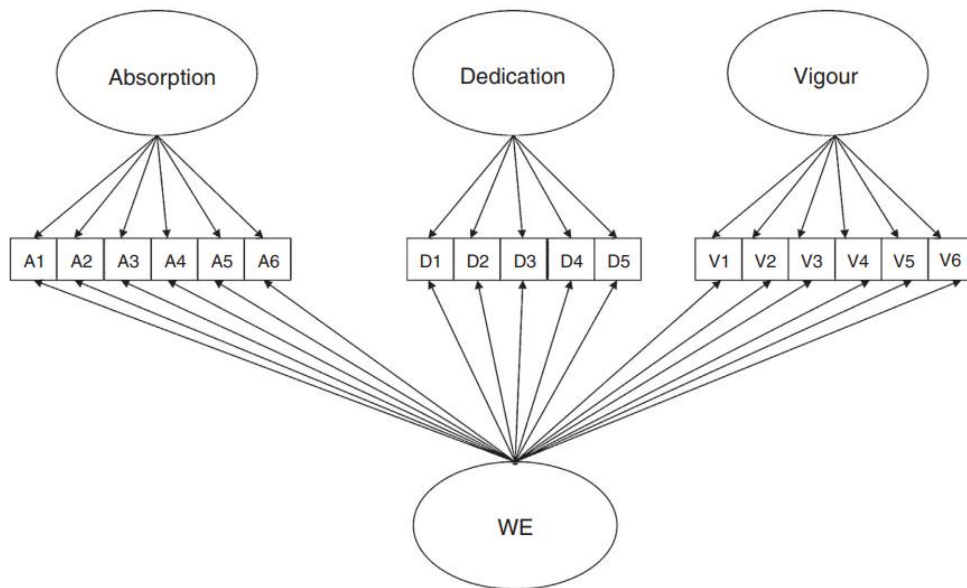 Absorption Dedication Vigour
A1 A2 A3 A4 A5 A6 D1 D2 D3 D4 D5 V1 V2 V3 V4 V5 V6
WE